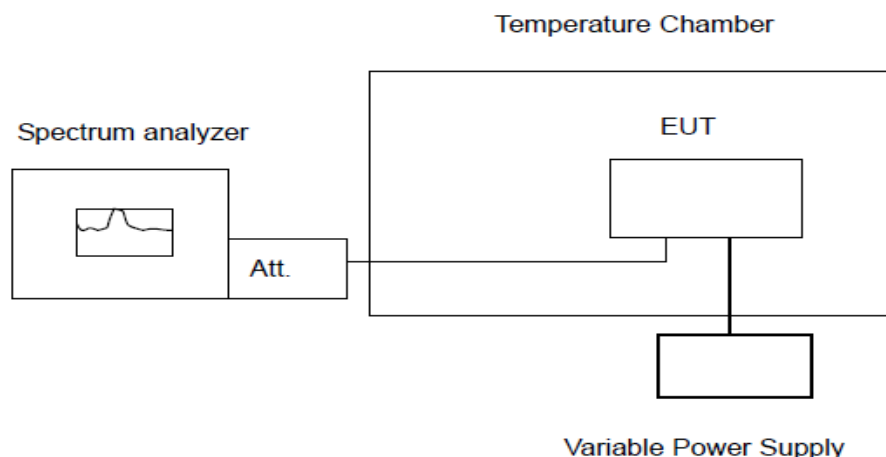 Temperature Chamber
Spectrum analyzer
EUT
Att.
Variable Power Supply